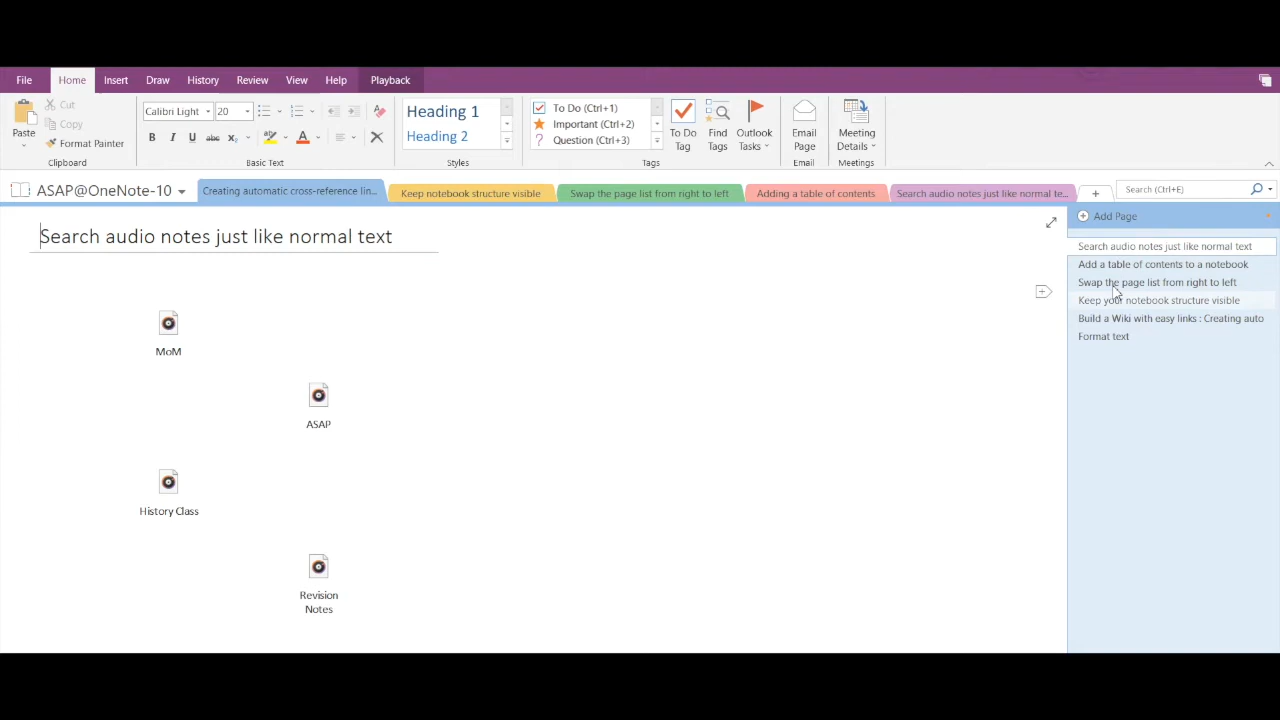 File Home Insert Draw History Review View Help Playback
Paste
Cut
Copy
Format Painter
Clipboard
Calibri Light 20
B I U abc X₂ A
Basic Text
Heading 1
Heading 2
Styles
To Do (Ctrl+1)
Important (Ctrl+2)
Question (Ctrl+3)
To Do
Tag
Find
Tags
Outlook
Tasks
Tags
Email
Page
Email
Meeting
Details
Meetings
ASAP@OneNote-10
Creating automatic cross-reference lin...
Keep notebook structure visible
Swap the page list from right to left
Adding a table of contents
Search audio notes just like normal te...
Search (Ctrl+E)
Search audio notes just like normal text
MoM
ASAP
History Class
Revision
Notes
Add Page
Search audio notes just like normal text
Add a table of contents to a notebook
Swap the page list from right to left
Keep your notebook structure visible
Build a Wiki with easy links : Creating auto
Format text